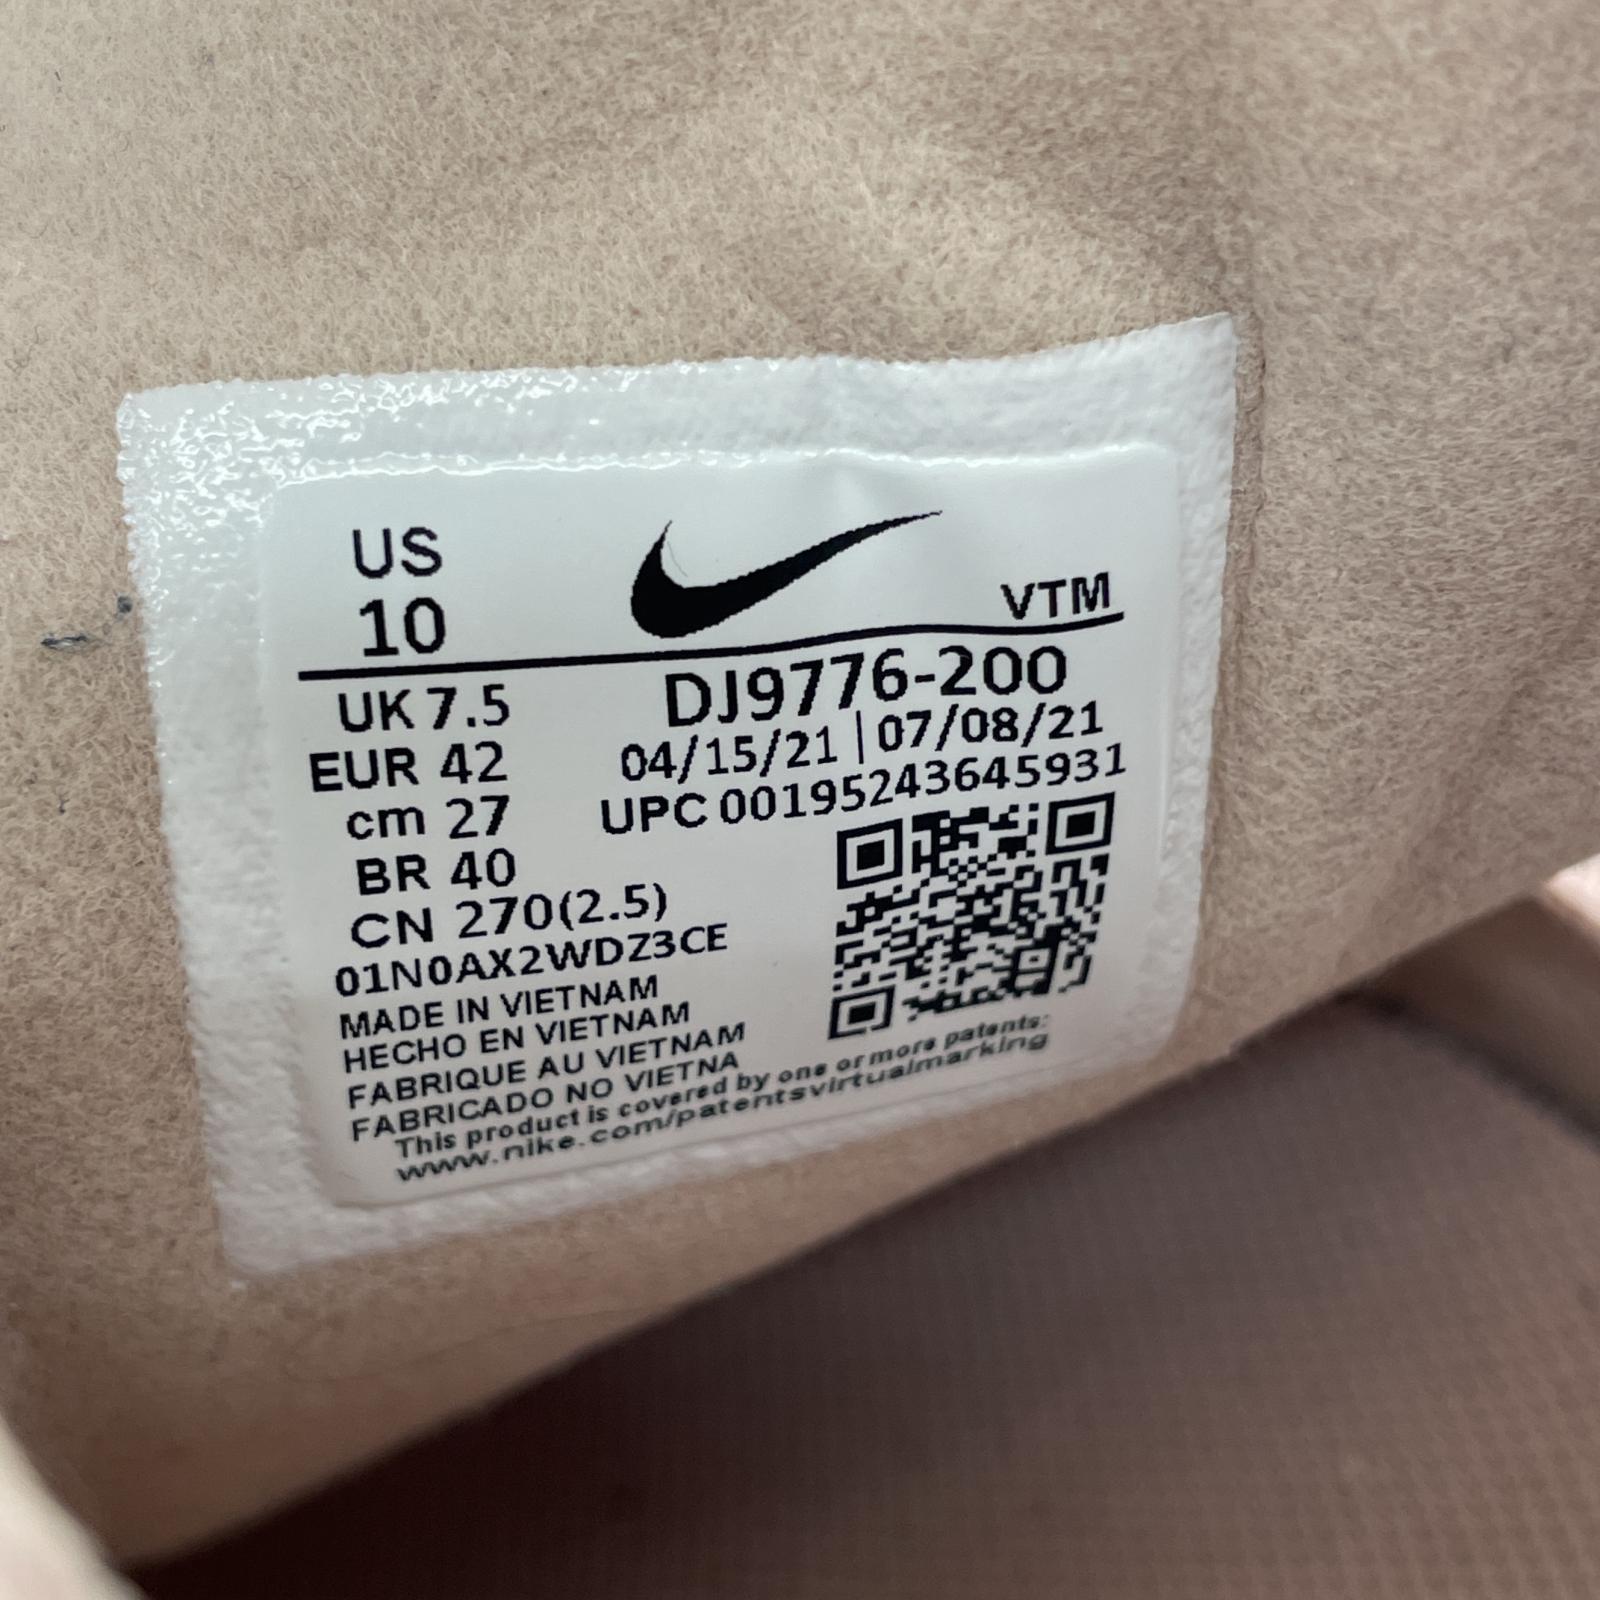 US
10
VTM
UK 7.5
DJ9776-200
EUR 42
04/15/21 | 07/08/21
cm 27
UPC 00195243645931
BR 40
CN 270(2.5)
01N0AX2WDZ3CE
MADE IN VIETNAM
HECHO EN VIETNAM
FABRIQUE AU VIETNAM
FABRICADO NO VIETNA
This product is covered by one or more patents:
www.nike.com/patentsvirtualmarking